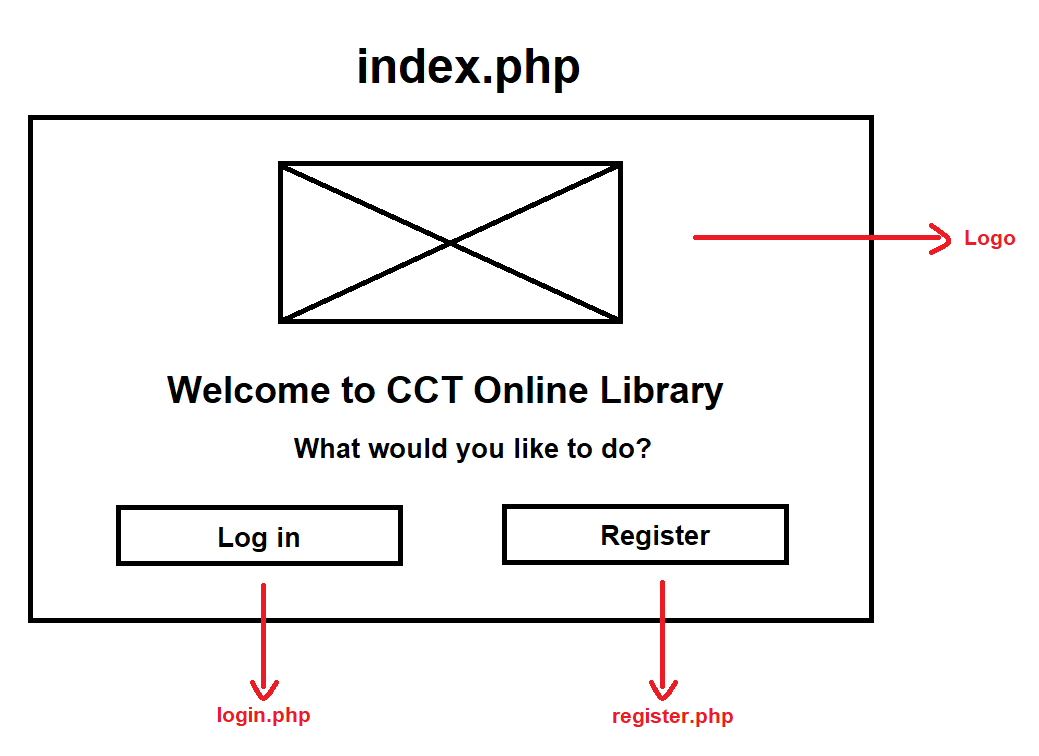 index.php
Logo
Welcome to CCT Online Library
What would you like to do?
Log in
Register
login.php
register.php